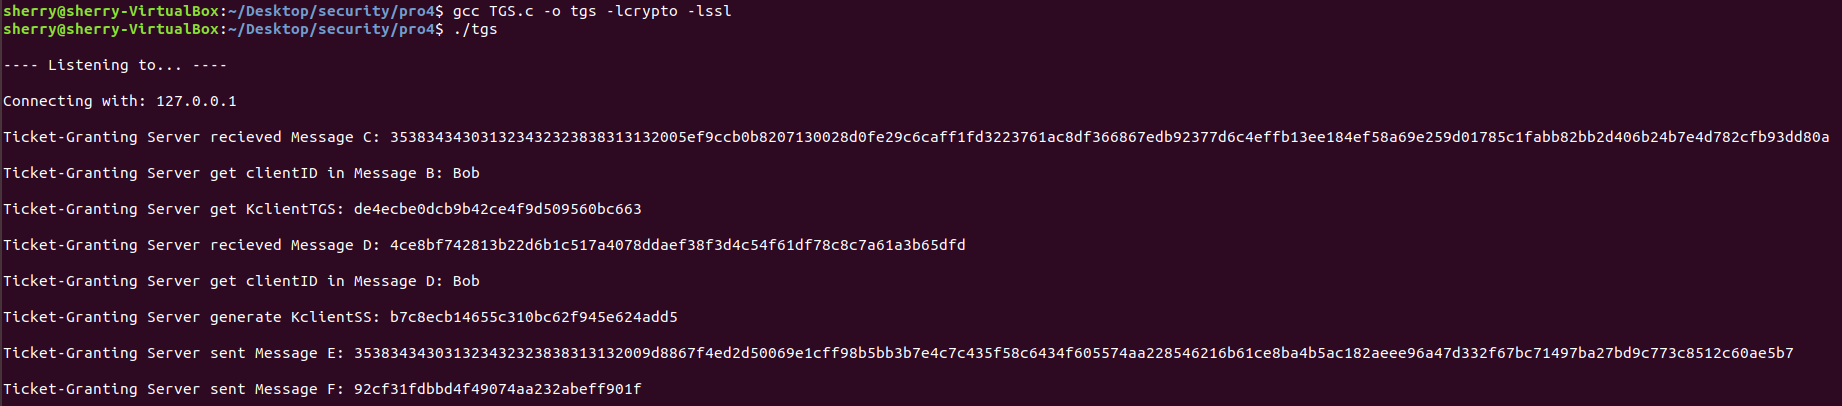 sherry@sherry-VirtualBox:~/Desktop/security/pro4$ gcc TGS.c -o tgs -lcrypto -lssl
sherry@sherry-VirtualBox:~/Desktop/security/pro4$ ./tgs
---- Listening to... ----
Connecting with: 127.0.0.1
Ticket-Granting Server recieved Message C: 353834343031323432323838313132005ef9ccb0b8207130028d0fe29c6caff1fd3223761ac8df366867edb92377d6c4effb13ee184ef58a69e259d01785c1fabb82bb2d406b24b7e4d782cfb93dd80a
Ticket-Granting Server get clientID in Message B: Bob
Ticket-Granting Server get KclientTGS: de4ecbe0dcb9b42ce4f9d509560bc663
Ticket-Granting Server recieved Message D: 4ce8bf742813b22d6b1c517a4078ddaef38f3d4c54f61df78c8c7a61a3b65dfd
Ticket-Granting Server get clientID in Message D: Bob
Ticket-Granting Server generate KclientSS: b7c8ecb14655c310bc62f945e624add5
Ticket-Granting Server sent Message E: 353834343031323432323838313132009d8867f4ed2d50069e1cff98b5bb3b7e4c7c435f58c6434f605574aa228546216b61ce8ba4b5ac182aeee96a47d332f67bc71497ba27bd9c773c8512c60ae5b7
Ticket-Granting Server sent Message F: 92cf31fdbbd4f49074aa232abeff901f